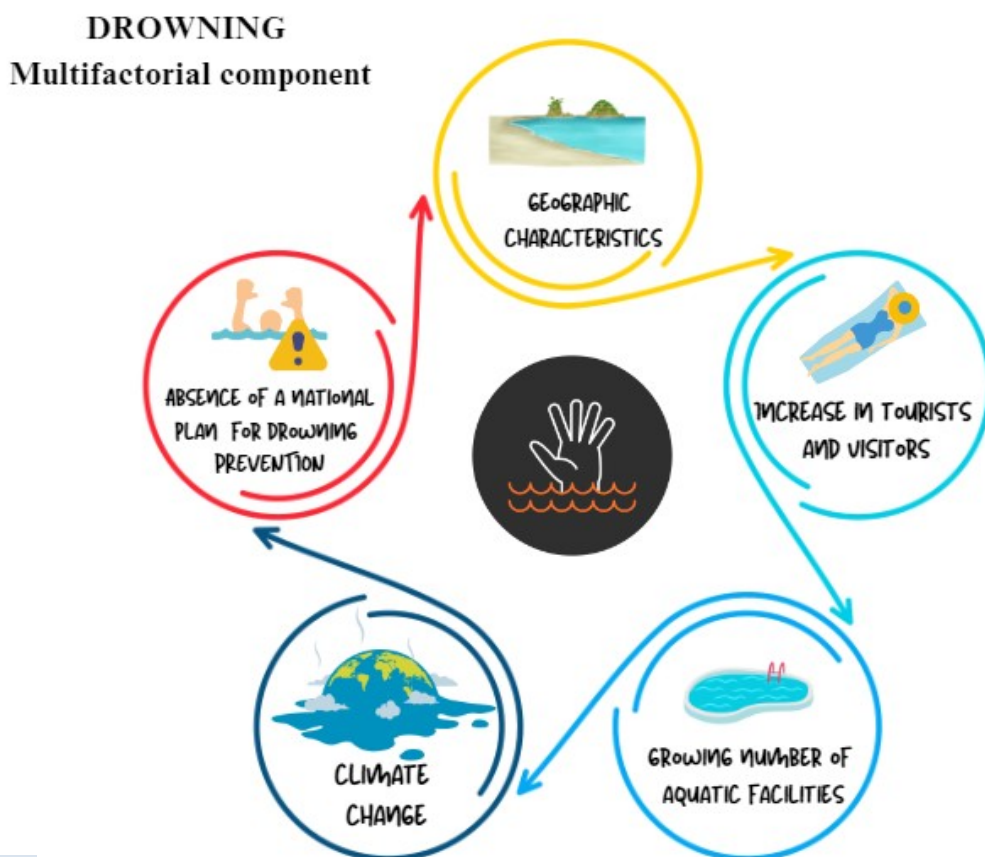 DROWNING
Multifactorial component
GEOGRAPHIC
CHARACTERISTICS
INCREASE IN TOURISTS
AND VISITORS
GROWING NUMBER OF
AQUATIC FACILITIES
CLIMATE
CHANGE
ABSENCE OF A NATIONAL
PLAN FOR DROWNING
PREVENTION